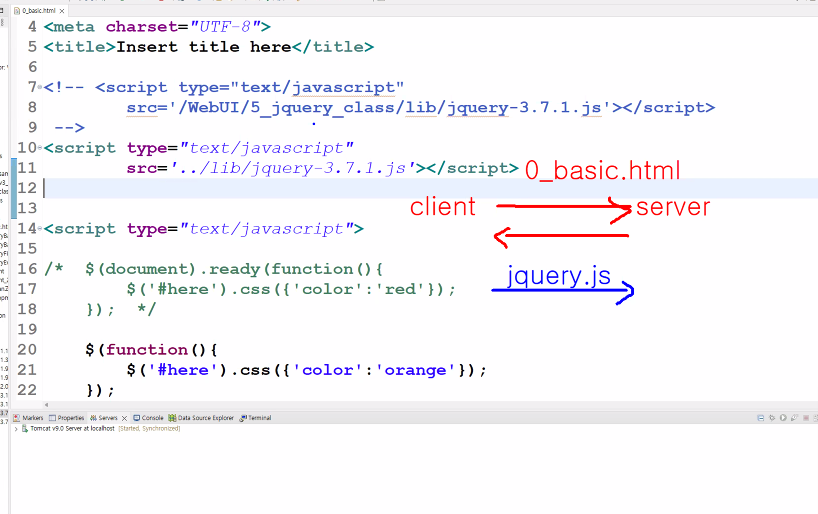 0_basic.html
4 <meta charset="UTF-8">
5 <title>Insert title here</title>
6
7 <!-- <script type="text/javascript"
8 src='/WebUI/5_jquery_class/lib/jquery-3.7.1.js'></script>
9 -->
10 <script type="text/javascript"
11 src='../lib/jquery-3.7.1.js'></script> 0_basic.html
12
13 client server
14 <script type="text/javascript">
15
16 /* $(document).ready(function(){
jquery.js
17 $('#here').css({'color':'red'});
18 }); */
19
20 $(function(){
21 $('#here').css({'color':'orange'});
22 });
Markers Properties Servers Console Data Source Explorer Terminal
Tomcat v9.0 Server at localhost [Started, Synchronized]